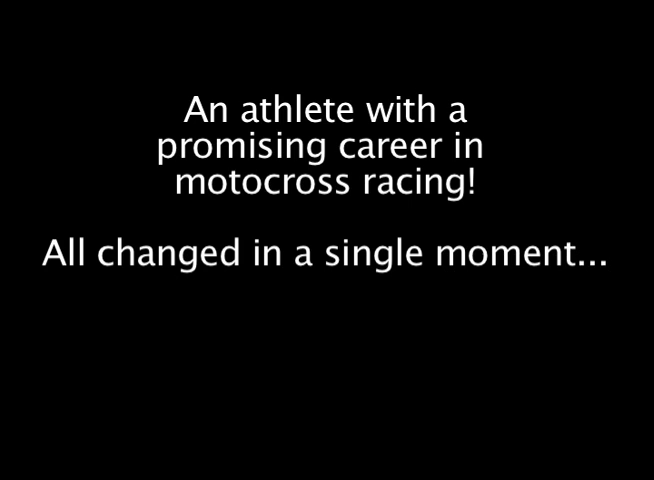 An athlete with a
promising career in
motocross racing!
All changed in a single moment...